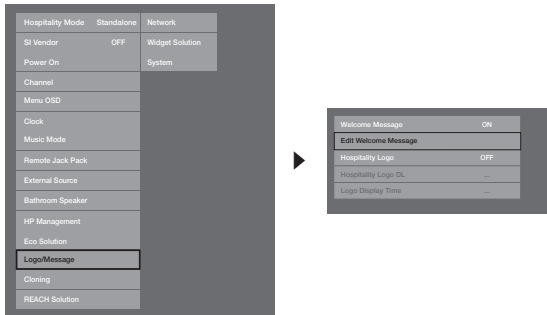 Hospitality Mode Standalone Network
SI Vendor OFF Widget Solution
Power On System
Channel
Menu OSD
Clock
Music Mode
Remote Jack Pack
External Source
Bathroom Speaker
HP Management
Eco Solution
Logo/Message
Cloning
REACH Solution
Welcome Message ON
Edit Welcome Message
Hospitality Logo OFF
Hospitality Logo DL ...
Logo Display Time ...